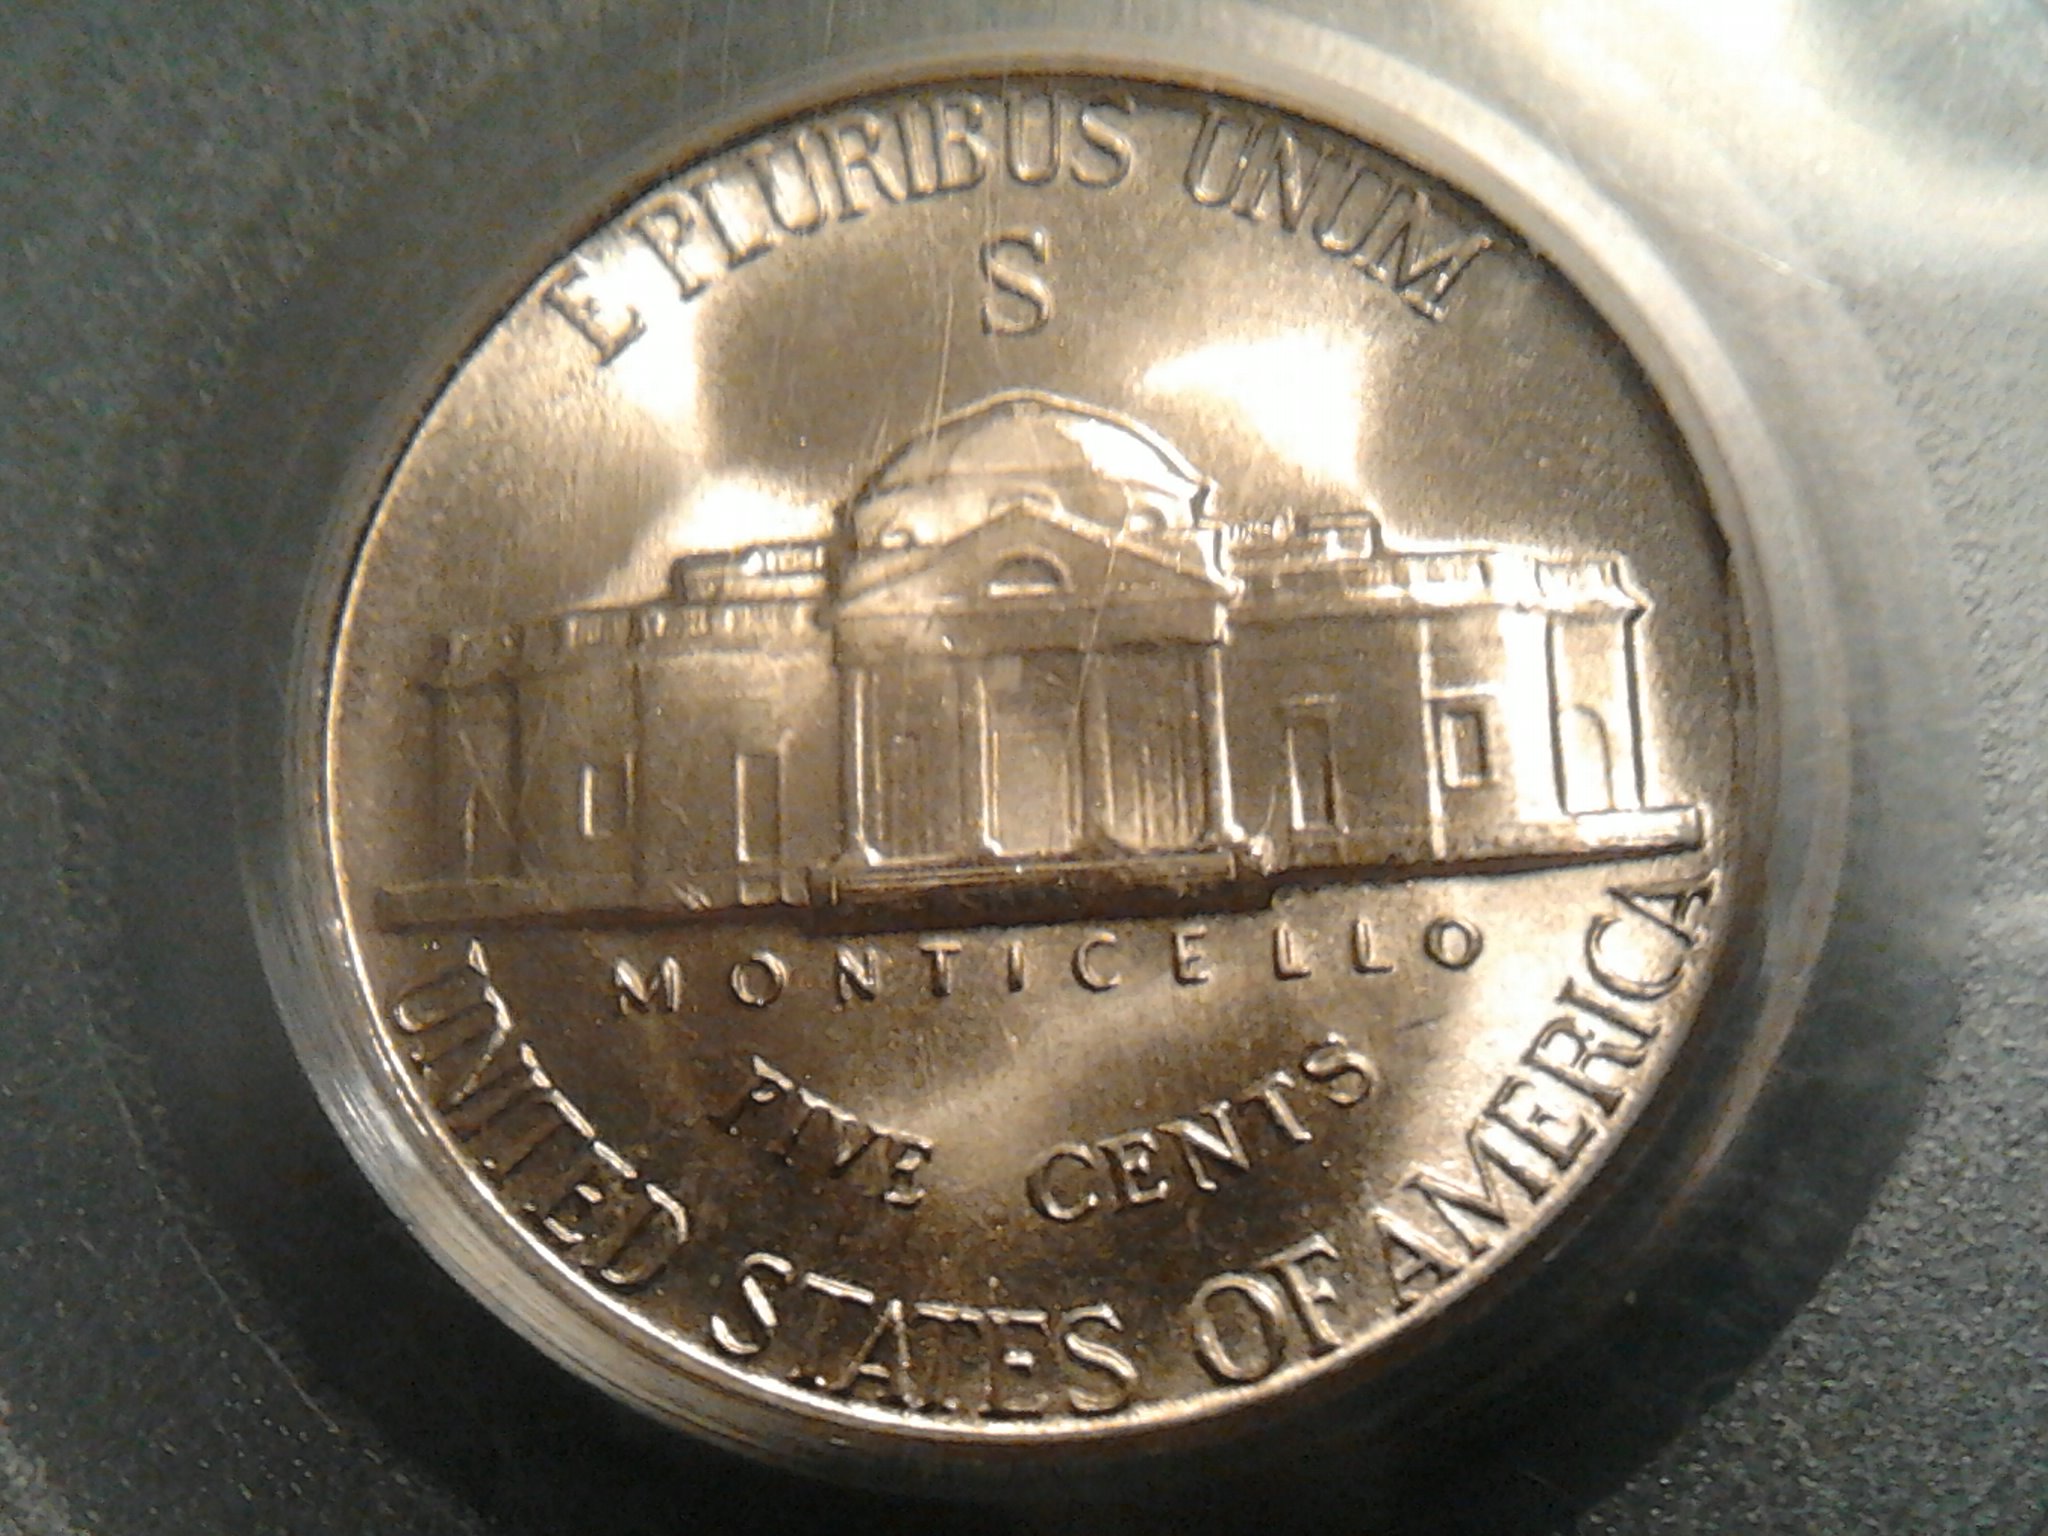 E PLURIBUS UNUM
S
MONTICELLO
FIVE CENTS
UNITED STATES OF AMERICA